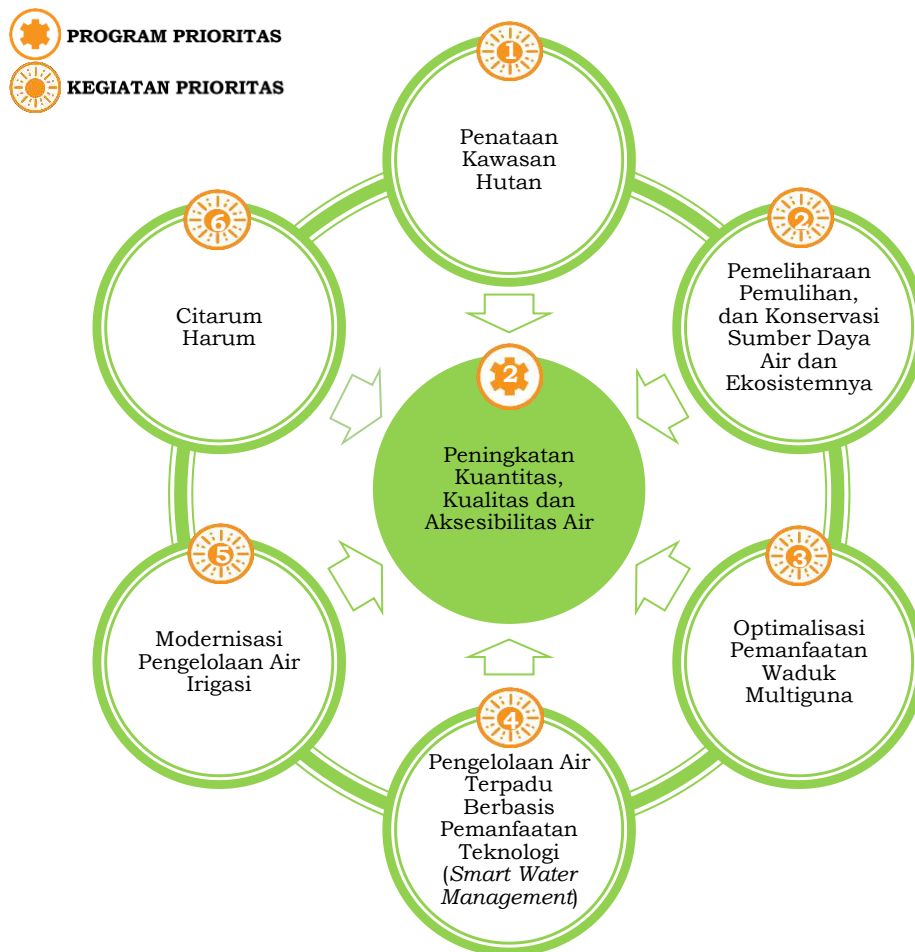 PROGRAM PRIORITAS
KEGIATAN PRIORITAS
1
Penataan
Kawasan
Hutan
2
Pemeliharaan
Pemulihan,
dan Konservasi
Sumber Daya
Air dan
Ekosistemnya
3
Optimalisasi
Pemanfaatan
Waduk
Multiguna
4
Pengelolaan Air
Terpadu
Berbasis
Pemanfaatan
Teknologi
(Smart Water
Management)
5
Modernisasi
Pengelolaan Air
Irigasi
6
Citarum
Harum
2
Peningkatan
Kuantitas,
Kualitas dan
Aksesibilitas Air